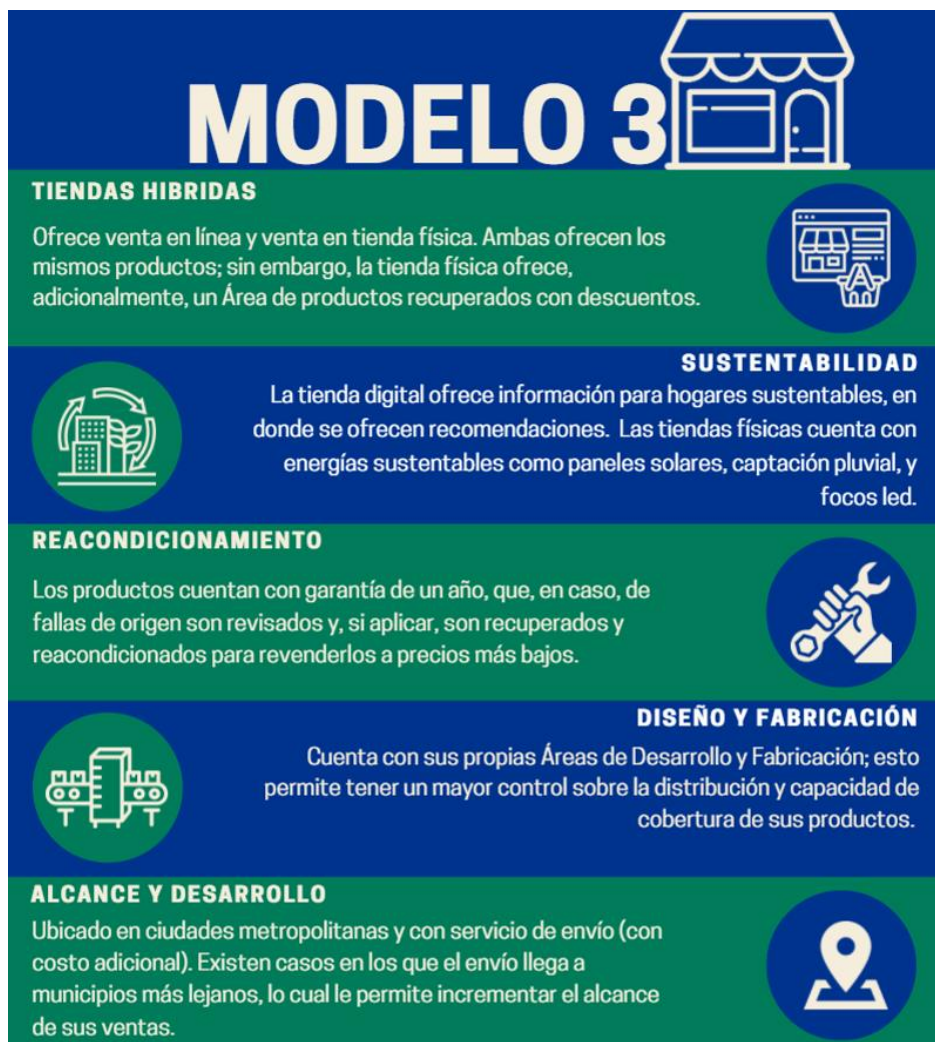 MODELO 3
TIENDAS HIBRIDAS
Ofrece venta en línea y venta en tienda física. Ambas ofrecen los
mismos productos; sin embargo, la tienda física ofrece,
adicionalmente, un Área de productos recuperados con descuentos.
SUSTENTABILIDAD
La tienda digital ofrece información para hogares sustentables, en
donde se ofrecen recomendaciones. Las tiendas físicas cuenta con
energías sustentables como paneles solares, captación pluvial, y
focos led.
REACONDICIONAMIENTO
Los productos cuentan con garantía de un año, que, en caso, de
fallas de origen son revisados y, si aplicar, son recuperados y
reacondicionados para revenderlos a precios más bajos.
DISEÑO Y FABRICACIÓN
Cuenta con sus propias Áreas de Desarrollo y Fabricación; esto
permite tener un mayor control sobre la distribución y capacidad de
cobertura de sus productos.
ALCANCE Y DESARROLLO
Ubicado en ciudades metropolitanas y con servicio de envío (con
costo adicional). Existen casos en los que el envío llega a
municipios más lejanos, lo cual le permite incrementar el alcance
de sus ventas.